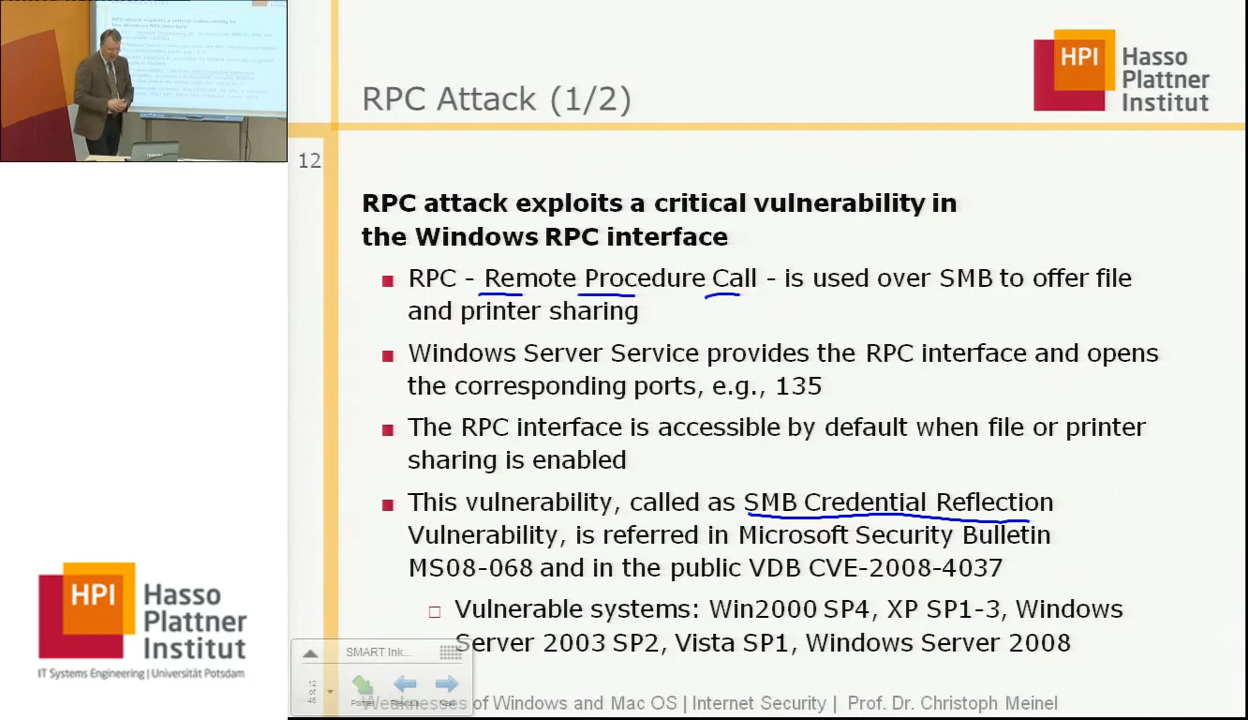 RPC Attack (1/2)
HPI Hasso
Plattner
Institut
12
RPC attack exploits a critical vulnerability in
the Windows RPC interface
RPC - Remote Procedure Call - is used over SMB to offer file
and printer sharing
Windows Server Service provides the RPC interface and opens
the corresponding ports, e.g., 135
The RPC interface is accessible by default when file or printer
sharing is enabled
This vulnerability, called as SMB Credential Reflection
Vulnerability, is referred in Microsoft Security Bulletin
MS08-068 and in the public VDB CVE-2008-4037
Vulnerable systems: Win2000 SP4, XP SP1-3, Windows
Server 2003 SP2, Vista SP1, Windows Server 2008
HPI Hasso
Plattner
Institut
IT Systems Engineering | Universität Potsdam
SMART Ink...
12
of
Weaknesses of Windows and Mac OS | Internet Security | Prof. Dr. Christoph Meinel